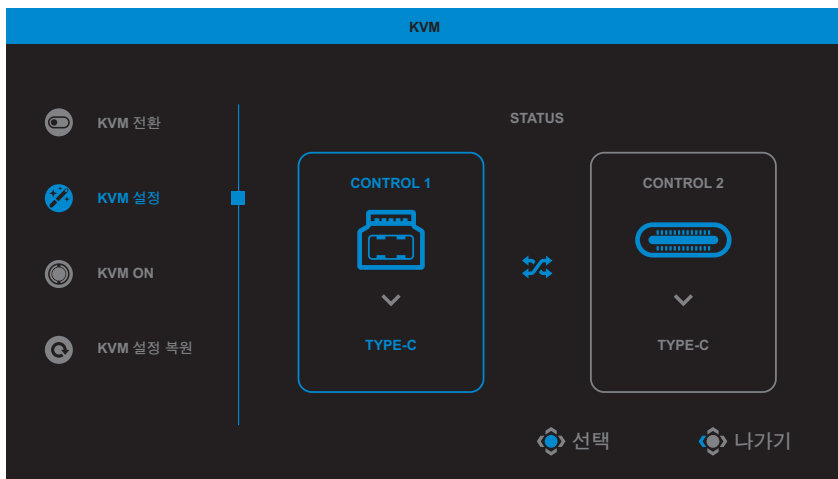 KVM
KVM 전환
KVM 설정
KVM ON
KVM 설정 복원
STATUS
CONTROL 1
TYPE-C
CONTROL 2
TYPE-C
선택
나가기